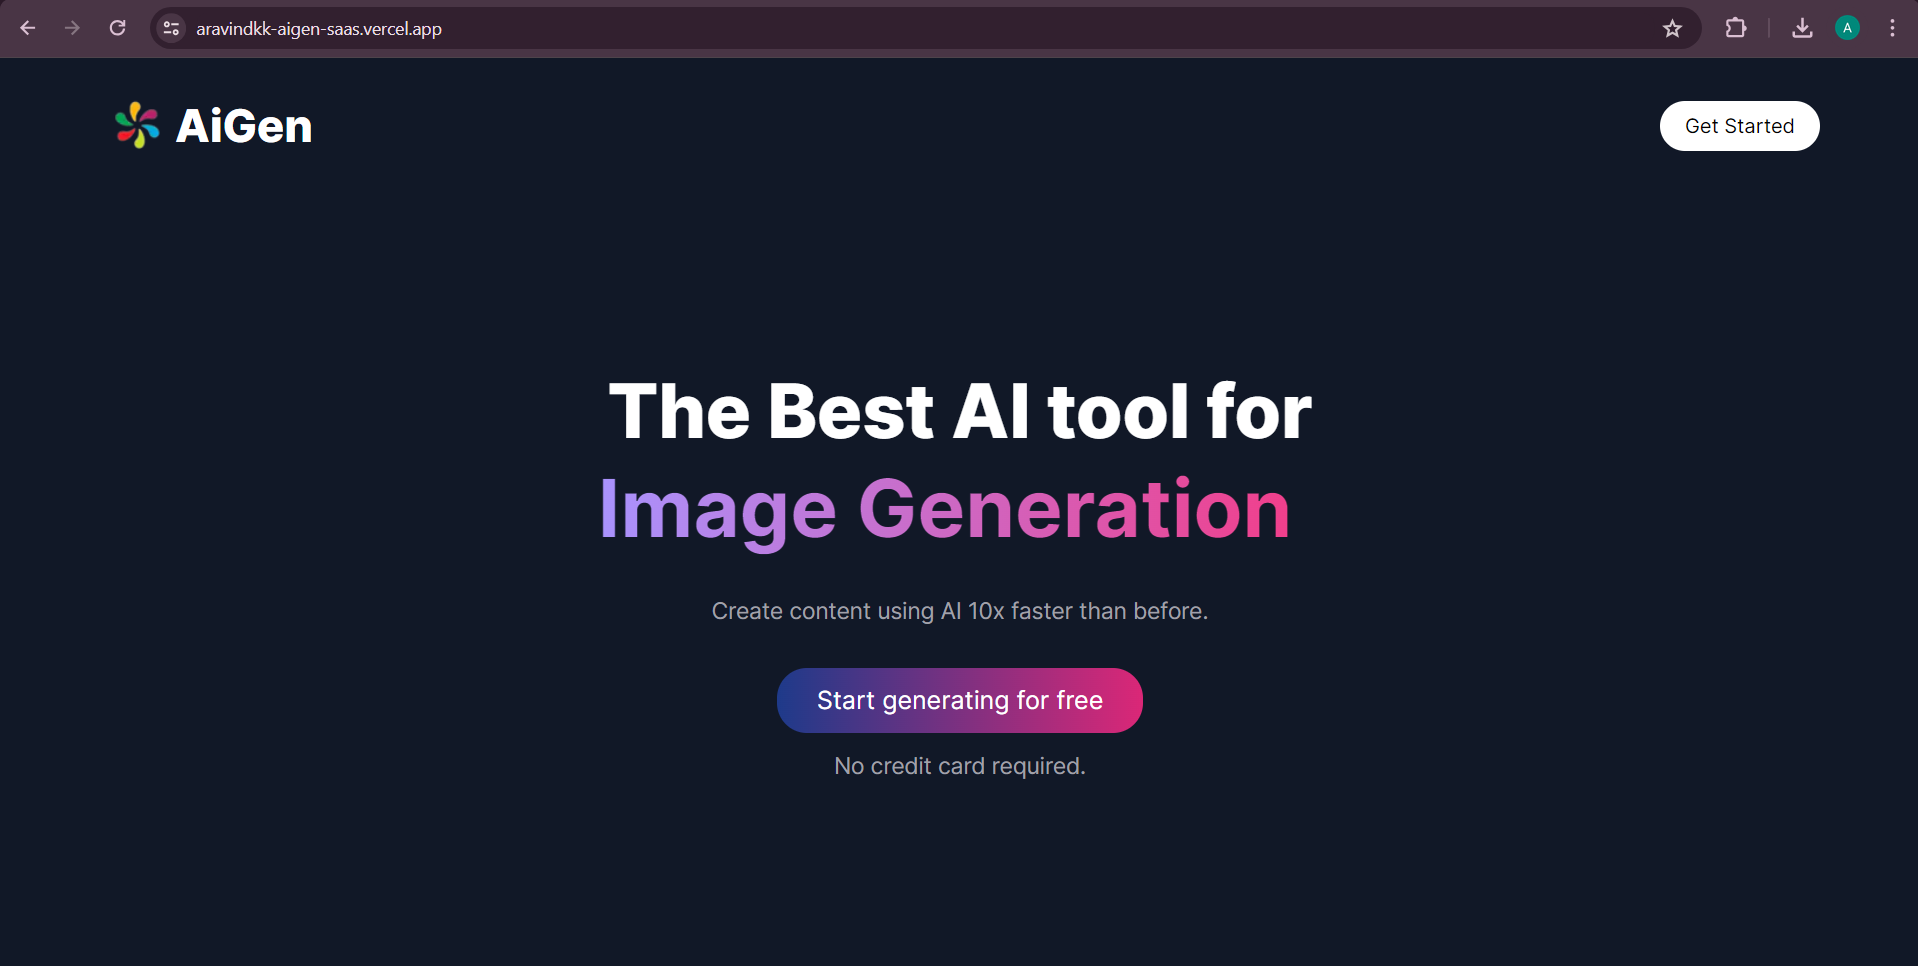 aravindkk-aigen-saas.vercel.app
A
AiGen
Get Started
The Best AI tool for
Image Generation
Create content using AI 10x faster than before.
Start generating for free
No credit card required.